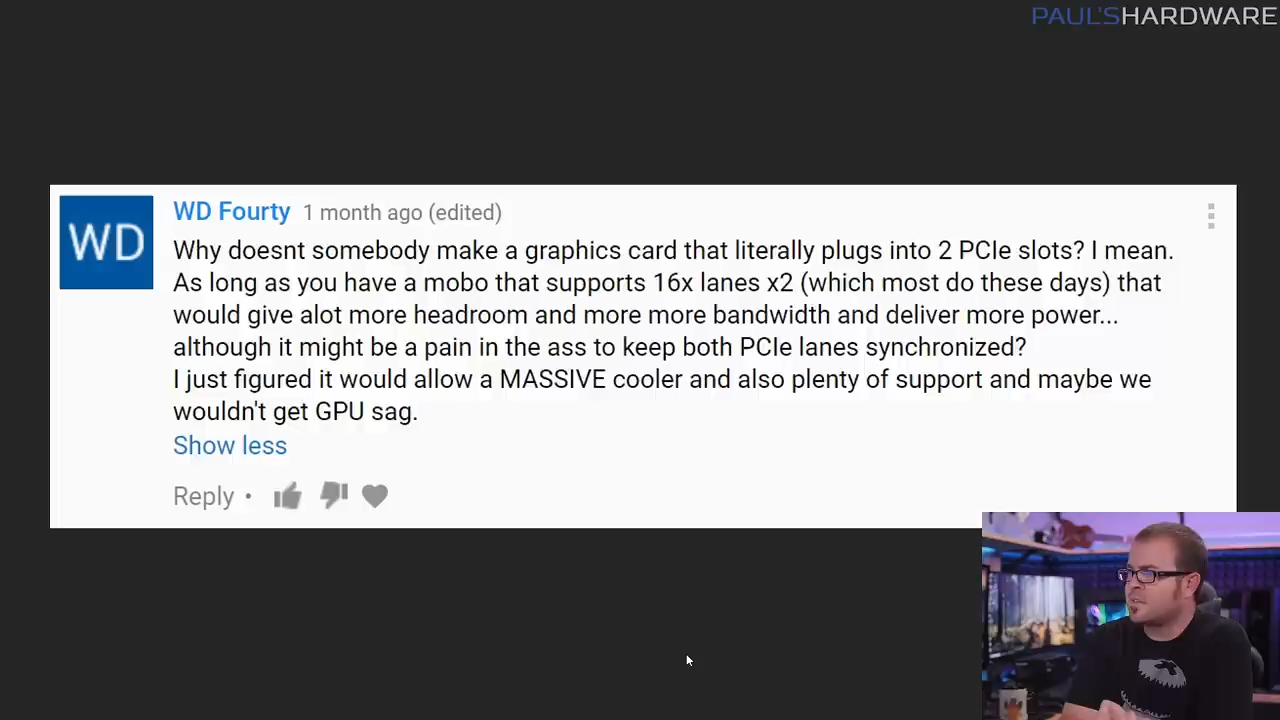 PAUL'SHARDWARE
WD
WD Fourty 1 month ago (edited)
Why doesnt somebody make a graphics card that literally plugs into 2 PCIe slots? I mean.
As long as you have a mobo that supports 16x lanes x2 (which most do these days) that
would give alot more headroom and more more bandwidth and deliver more power...
although it might be a pain in the ass to keep both PCIe lanes synchronized?
I just figured it would allow a MASSIVE cooler and also plenty of support and maybe we
wouldn't get GPU sag.
Show less
Reply •